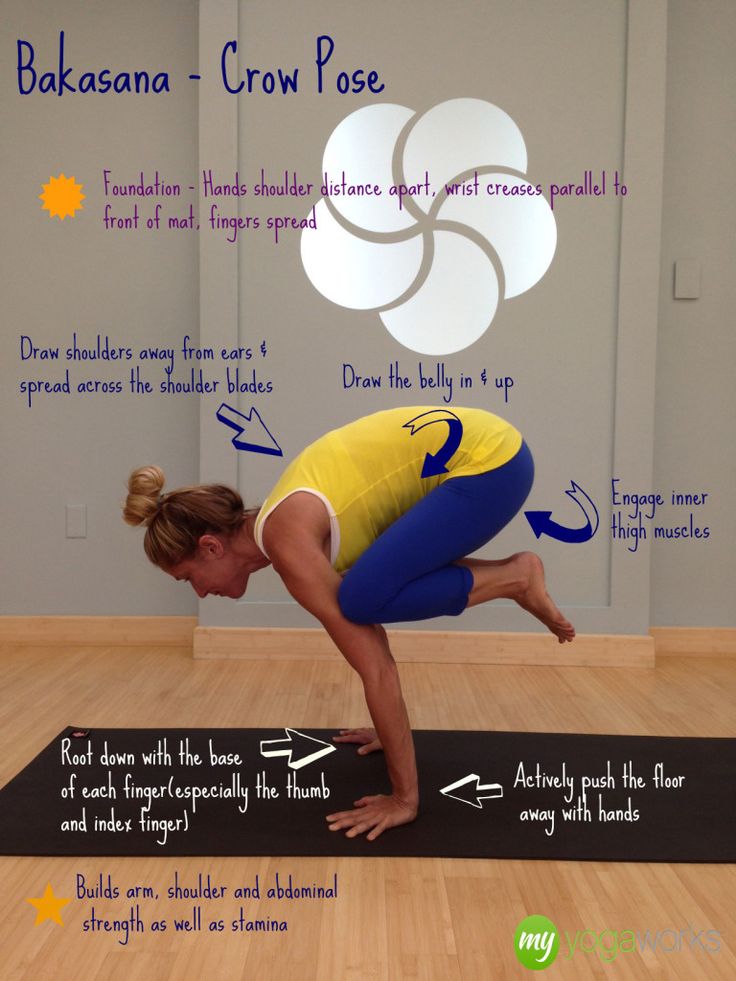 Bakasana - Crow Pose
Foundation - Hands shoulder distance apart, wrist creases parallel to
front of mat, fingers spread
Draw shoulders away from ears &
spread across the shoulder blades
Draw the belly in & up
Engage inner
thigh muscles
Root down with the base
of each finger(especially the thumb
and index finger)
Actively push the floor
away with hands
Builds arm, shoulder and abdominal
strength as well as stamina
my yogaworks